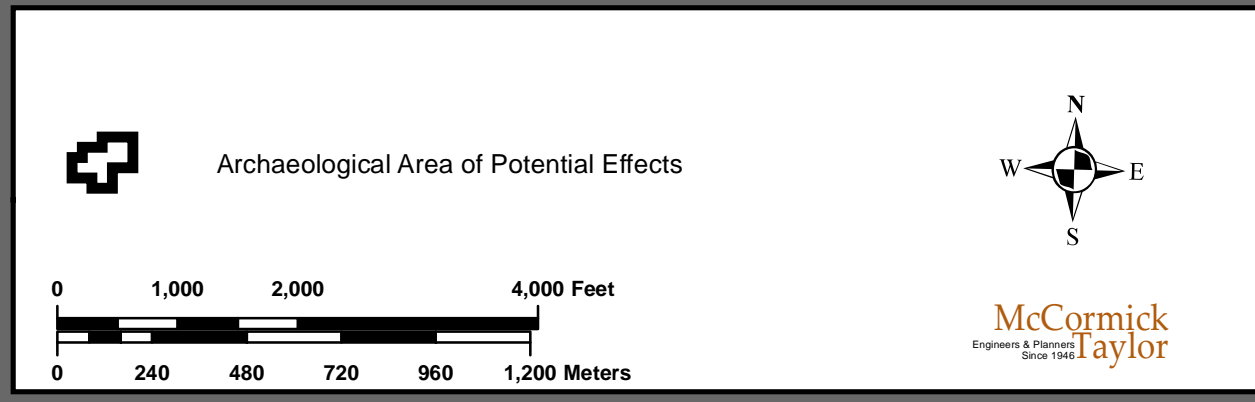 N
Archaeological Area of Potential Effects
W E
S
0 1,000 2,000 4,000 Feet
0 240 480 720 960 1,200 Meters
McCormick
Taylor
Engineers & Planners
Since 1946